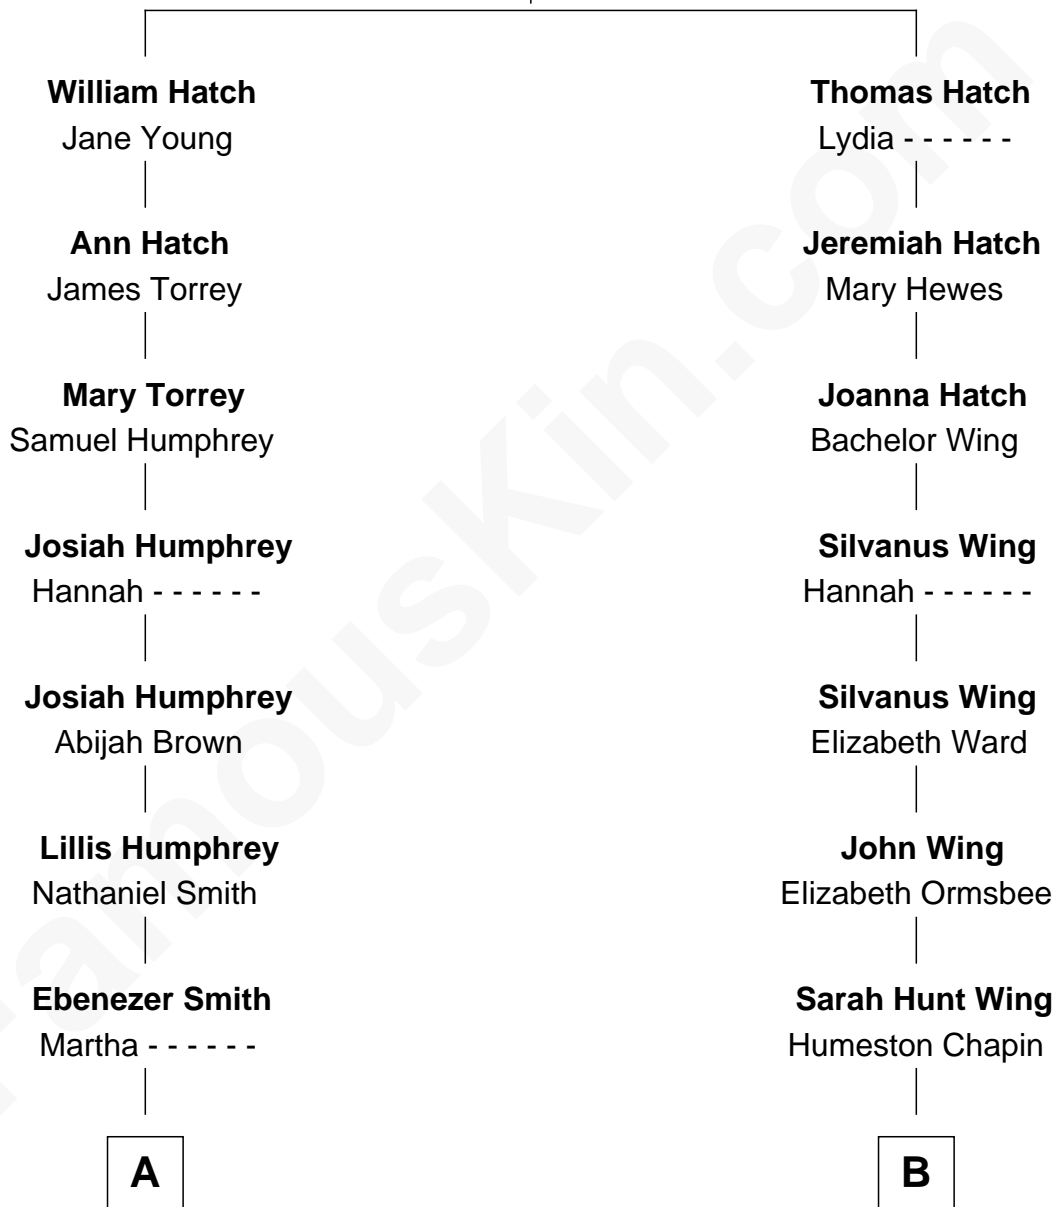 William Hatch
Jane Young
Ann Hatch
James Torrey
Mary Torrey
Samuel Humphrey
Josiah Humphrey
Hannah - - - - - -
Josiah Humphrey
Abijah Brown
Lillis Humphrey
Nathaniel Smith
Ebenezer Smith
Martha - - - - - -
A
Thomas Hatch
Lydia - - - - - -
Jeremiah Hatch
Mary Hewes
Joanna Hatch
Bachelor Wing
Silvanus Wing
Hannah - - - - - -
Silvanus Wing
Elizabeth Ward
John Wing
Elizabeth Ormsbee
Sarah Hunt Wing
Humeston Chapin
B
FamousKin.com